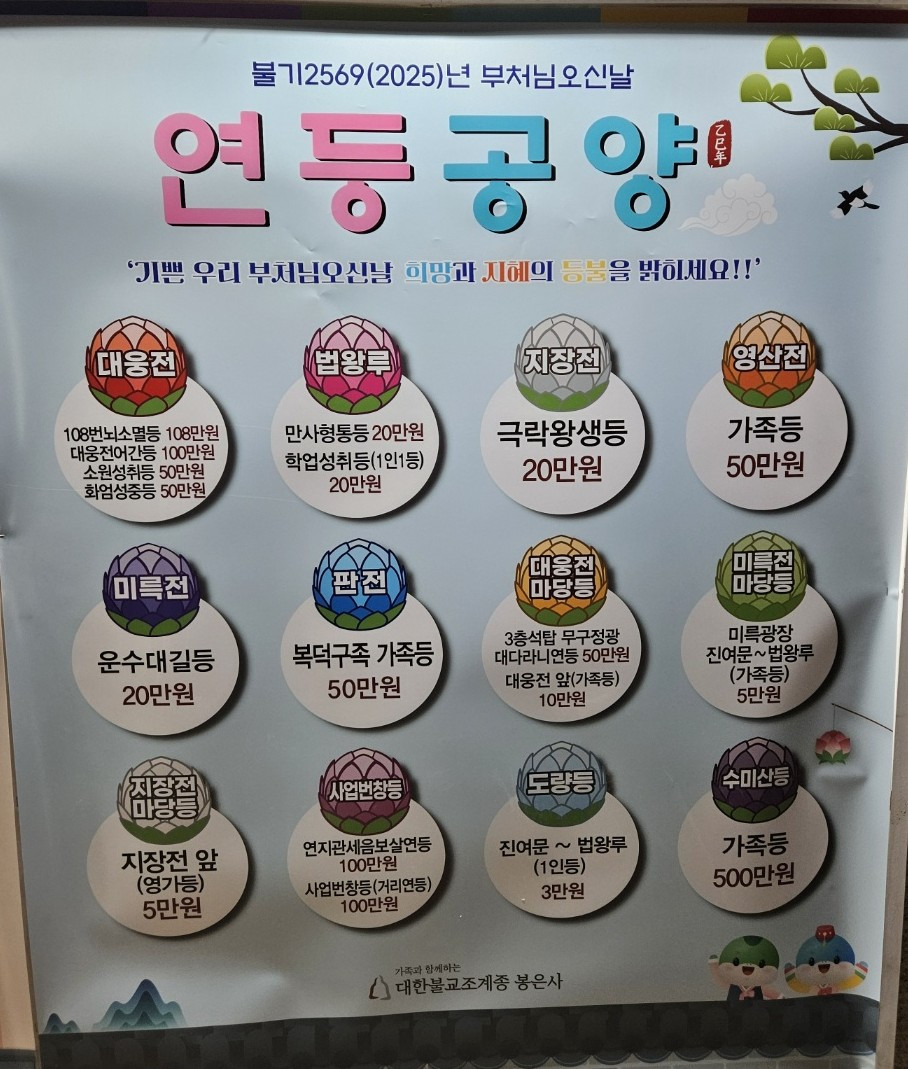 불기2569(2025)년 부처님오신날
연등공양
乙巳年
'기쁜 우리 부처님오신날 희망과 지혜의 등불을 밝히세요!!'
대웅전
108번뇌소멸등 108만원
대웅전어간등 100만원
소원성취등 50만원
화엄성중등 50만원
법왕루
만사형통등 20만원
학업성취등(1인1등)
20만원
지장전
극락왕생등
20만원
영산전
가족등
50만원
미륵전
운수대길등
20만원
판전
복덕구족 가족등
50만원
대웅전
마당등
3층석탑 무구정광
대다라니연등 50만원
대웅전 앞(가족등)
10만원
미륵전
마당등
미륵광장
진여문~법왕루
(가족등)
5만원
지장전
마당등
지장전 앞
(영가등)
5만원
사업번창등
연지관세음보살연등
100만원
사업번창등(거리연등)
100만원
도량등
진여문 ~ 법왕루
(1인등)
3만원
수미산등
가족등
500만원
가족과 함께하는
대한불교조계종 봉은사